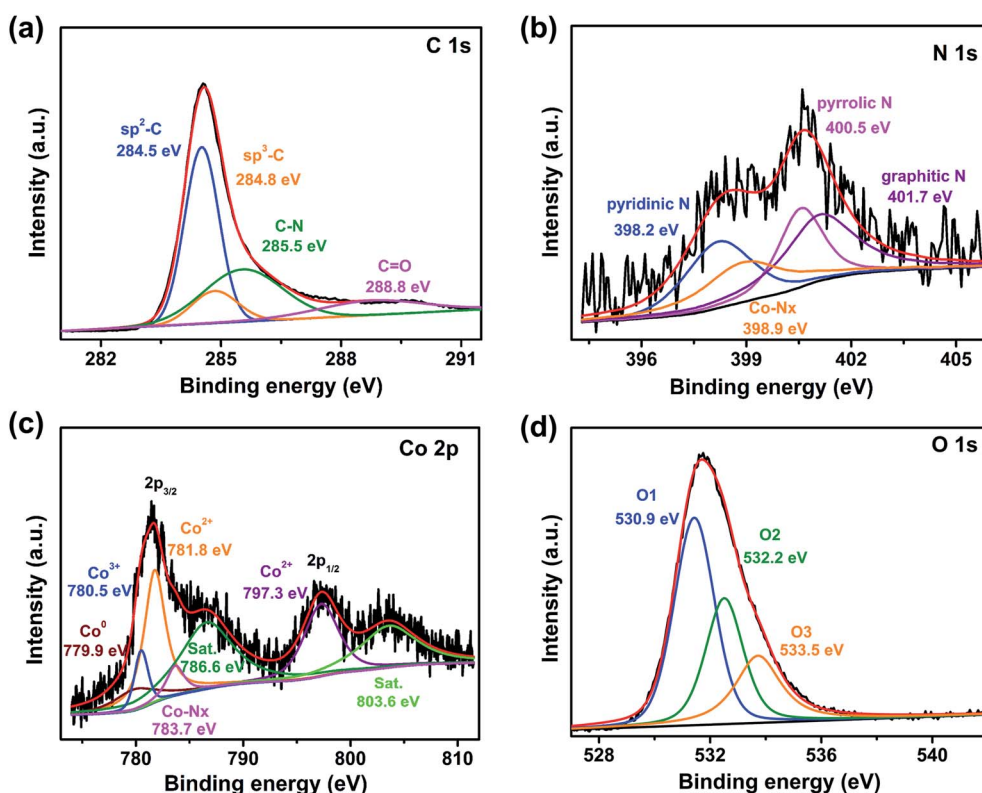 (a)
C 1s
sp²-C
284.5 eV
sp³-C
284.8 eV
C-N
285.5 eV
C=O
288.8 eV
Intensity (a.u.)
282 285 288 291
Binding energy (eV)
(b)
N 1s
pyrrolic N
400.5 eV
graphitic N
401.7 eV
pyridinic N
398.2 eV
Co-Nx
398.9 eV
Intensity (a.u.)
396 399 402 405
Binding energy (eV)
(c)
Co 2p
2p₃/₂
Co²⁺
781.8 eV
Co³⁺
780.5 eV
Co⁰
779.9 eV
Sat.
786.6 eV
Co-Nx
783.7 eV
Co²⁺
797.3 eV
2p₁/₂
Sat.
803.6 eV
Intensity (a.u.)
780 790 800 810
Binding energy (eV)
(d)
O 1s
O1
530.9 eV
O2
532.2 eV
O3
533.5 eV
Intensity (a.u.)
528 532 536 540
Binding energy (eV)